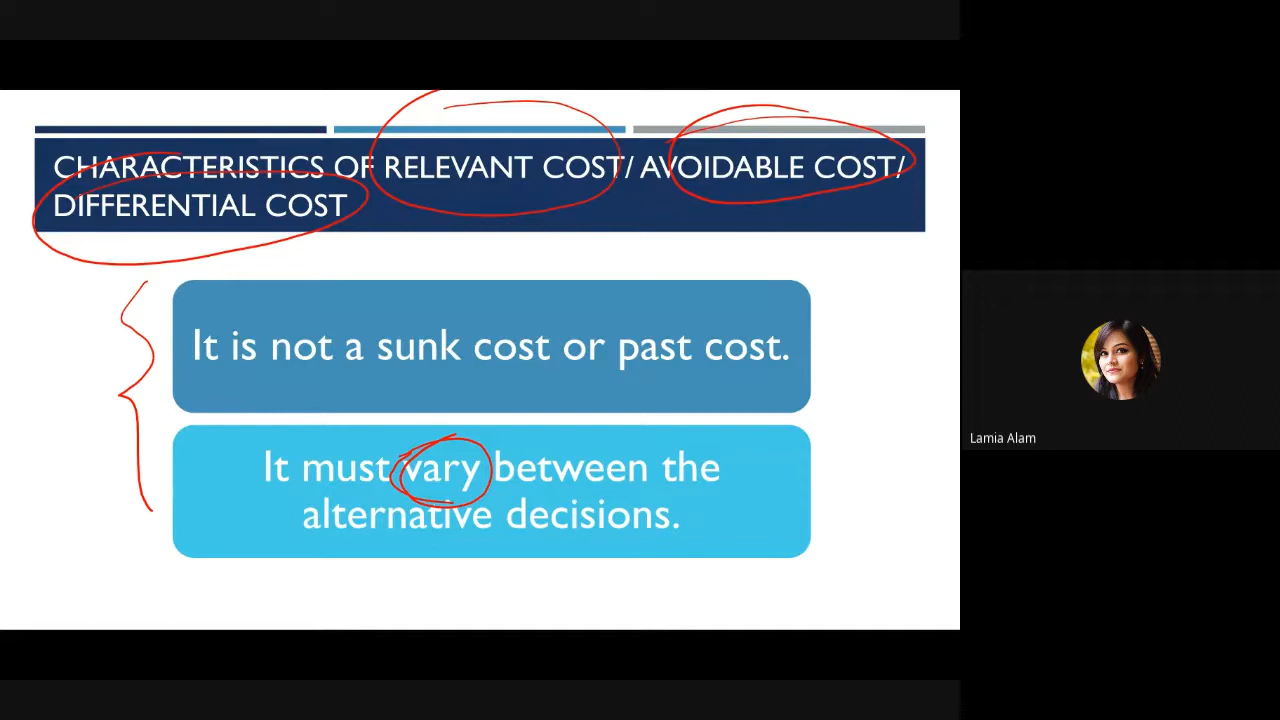 CHARACTERISTICS OF RELEVANT COST/ AVOIDABLE COST/
DIFFERENTIAL COST
It is not a sunk cost or past cost.
It must vary between the
alternative decisions.
Lamia Alam